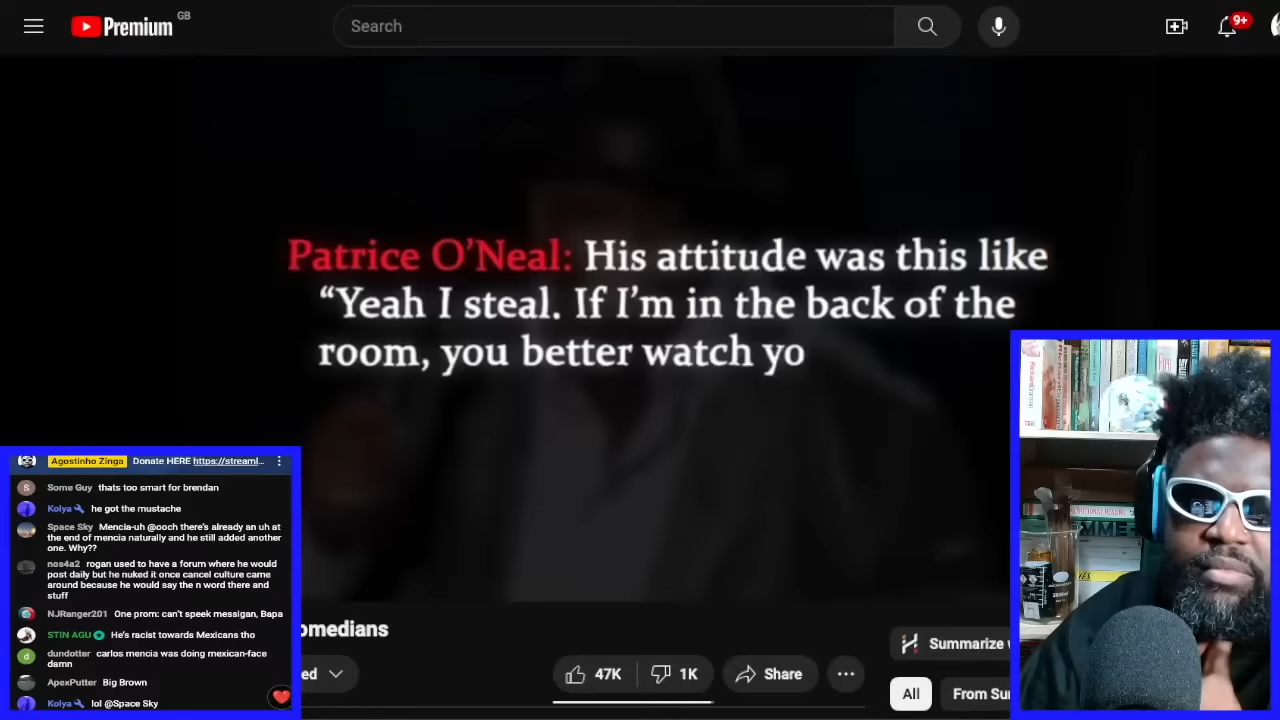 Premium GB
Search
9+
Patrice O'Neal: His attitude was this like
“Yeah I steal. If I'm in the back of the
room, you better watch yo
omedians
ed
47K
1K
Share
Summarize
All
From Su
Agostinho Zinga Donate HERE https://streaml...
Some Guy thats too smart for brendan
Kolya he got the mustache
Space Sky Mencia-uh @ooch there's already an uh at
the end of mencia naturally and he still added another
one. Why??
nos4a2 rogan used to have a forum where he would
post daily but he nuked it once cancel culture came
around because he would say the n word there and
stuff
NJRanger201 One prom: can't speek messigan, Bapa
STIN AGU He's racist towards Mexicans tho
dundotter carlos mencia was doing mexican-face
damn
ApexPutter Big Brown
Kolya lol @Space Sky